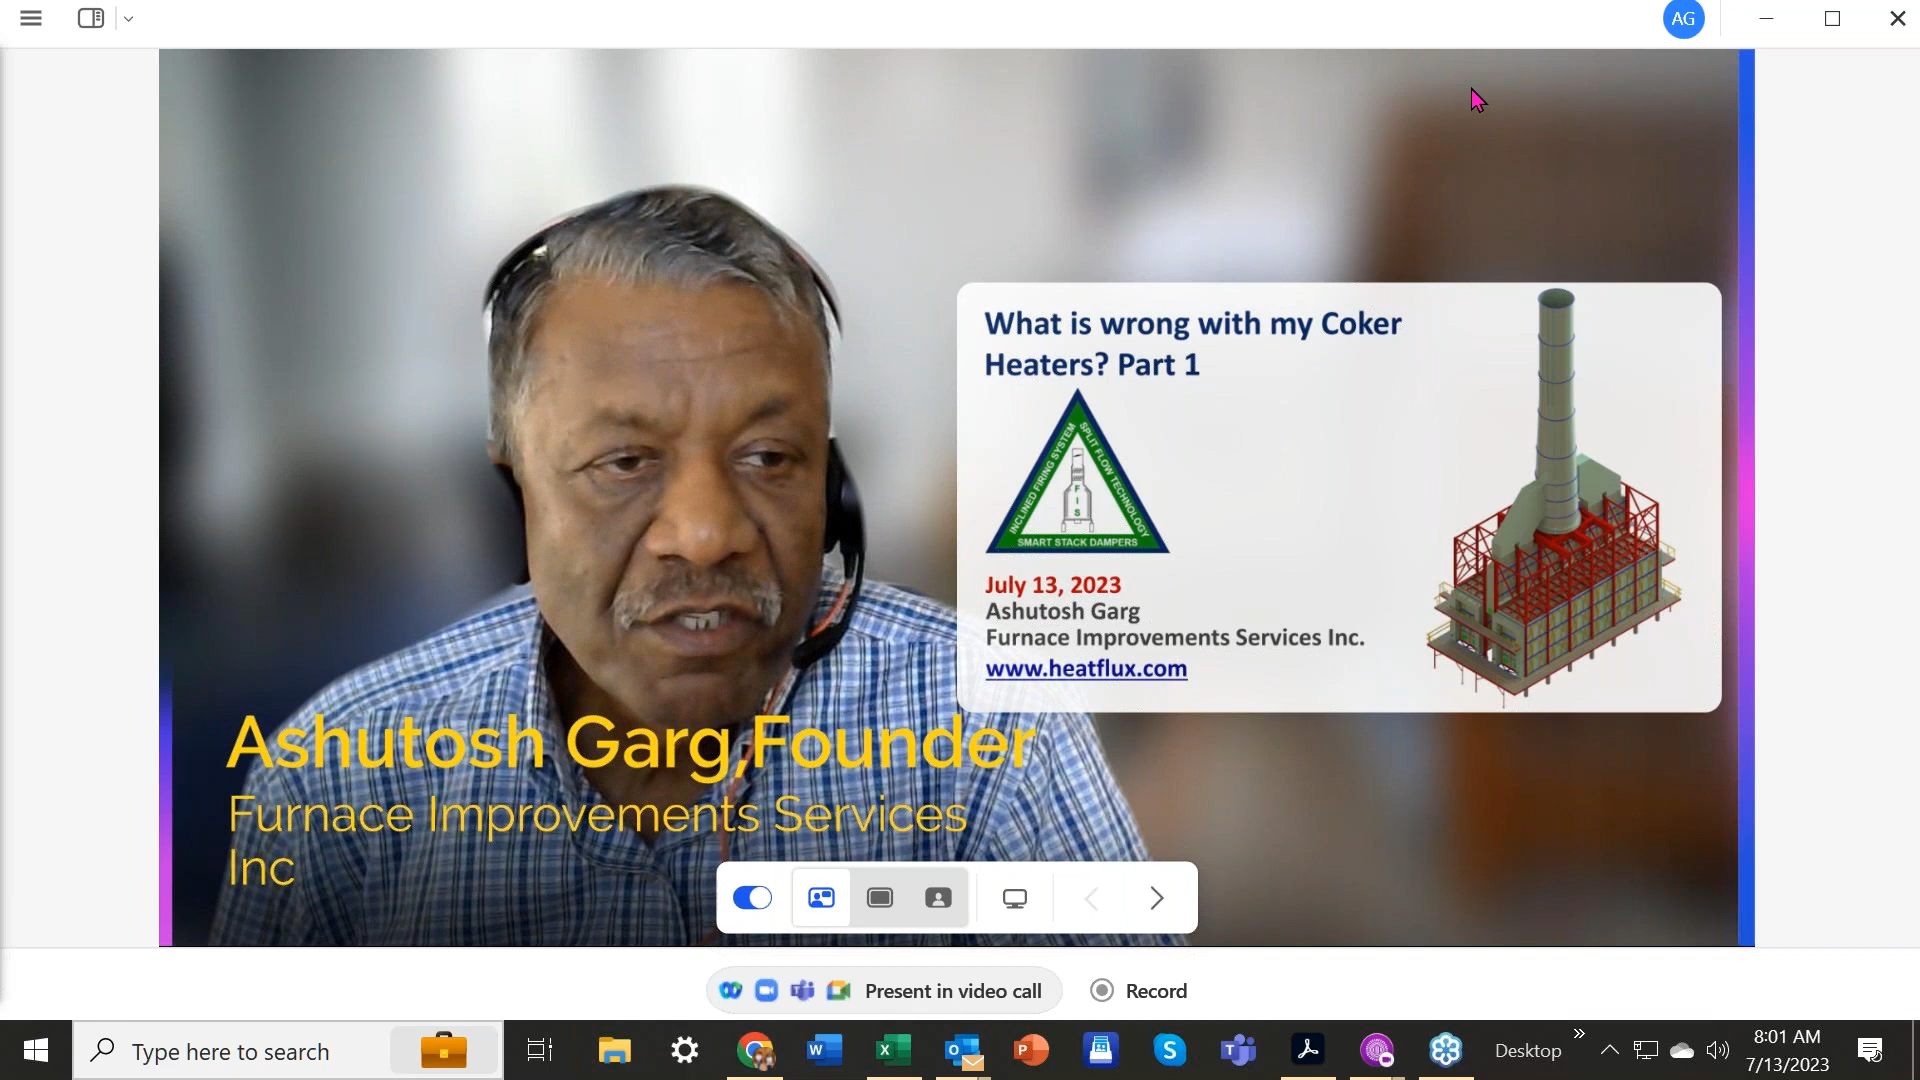 AG
What is wrong with my Coker
Heaters? Part 1
INCLINED FIRING SYSTEM
SPLIT FLOW TECHNOLOGY
F
I
S
SMART STACK DAMPERS
July 13, 2023
Ashutosh Garg
Furnace Improvements Services Inc.
www.heatflux.com
Ashutosh Garg,Founder
Furnace Improvements Services
Inc
Present in video call
Record
Type here to search
Desktop
8:01 AM
7/13/2023